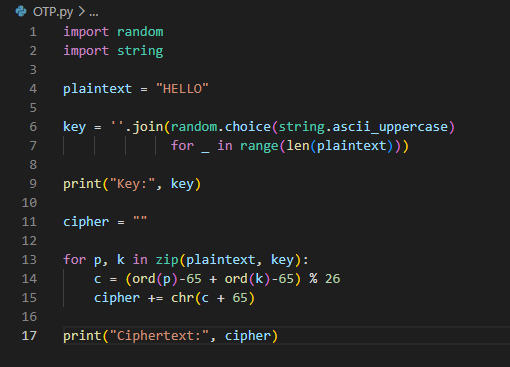 OTP.py > ...
1 import random
2 import string
3
4 plaintext = "HELLO"
5
6 key = ''.join(random.choice(string.ascii_uppercase)
7               for _ in range(len(plaintext)))
8
9 print("Key:", key)
10
11 cipher = ""
12
13 for p, k in zip(plaintext, key):
14     c = (ord(p)-65 + ord(k)-65) % 26
15     cipher += chr(c + 65)
16
17 print("Ciphertext:", cipher)